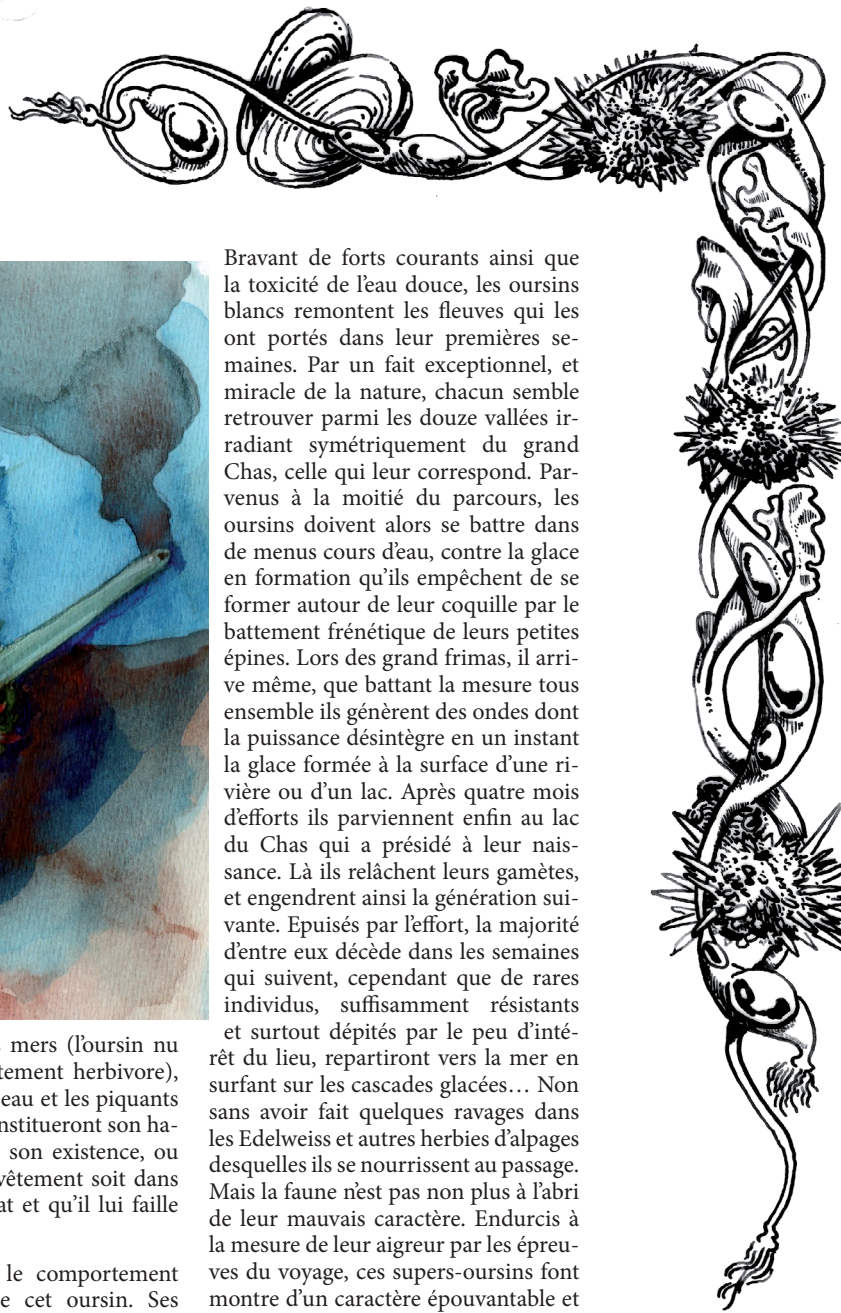 mers (l’oursin nu
herbivore),
eau et les piquants
son ha-
son existence, ou
vêtement soit dans
et qu’il lui faille
le comportement
cet oursin. Ses
Bravant de forts courants ainsi que
la toxicité de l’eau douce, les oursins
blancs remontent les fleuves qui les
ont portés dans leur premières se-
maines. Par un fait exceptionnel, et
miracle de la nature, chacun semble
retrouver parmi les douze vallées ir-
radiant symétriquement du grand
Chas, celle qui leur correspond. Par-
venus à la moitié du parcours, les
oursins doivent alors se battre dans
de menus cours d’eau, contre la glace
en formation qu’ils empêchent de se
former autour de leur coquille par le
battement frénétique de leurs petites
épines. Lors des grand frimas, il arri-
ve même, que battant la mesure tous
ensemble ils génèrent des ondes dont
la puissance désintègre en un instant
la glace formée à la surface d’une ri-
vière ou d’un lac. Après quatre mois
d’efforts ils parviennent enfin au lac
du Chas qui a présidé à leur nais-
sance. Là ils relâchent leurs gamètes,
et engendrent ainsi la génération sui-
vante. Epuisés par l’effort, la majorité
d’entre eux décède dans les semaines
qui suivent, cependant que de rares
individus, suffisamment résistants
et surtout dépités par le peu d’inté-
rêt du lieu, repartiront vers la mer en
surfant sur les cascades glacées… Non
sans avoir fait quelques ravages dans
les Edelweiss et autres herbies d’alpages
desquelles ils se nourrissent au passage.
Mais la faune n’est pas non plus à l’abri
de leur mauvais caractère. Endurcis à
la mesure de leur aigreur par les épreu-
ves du voyage, ces supers-oursins font
montre d’un caractère épouvantable et